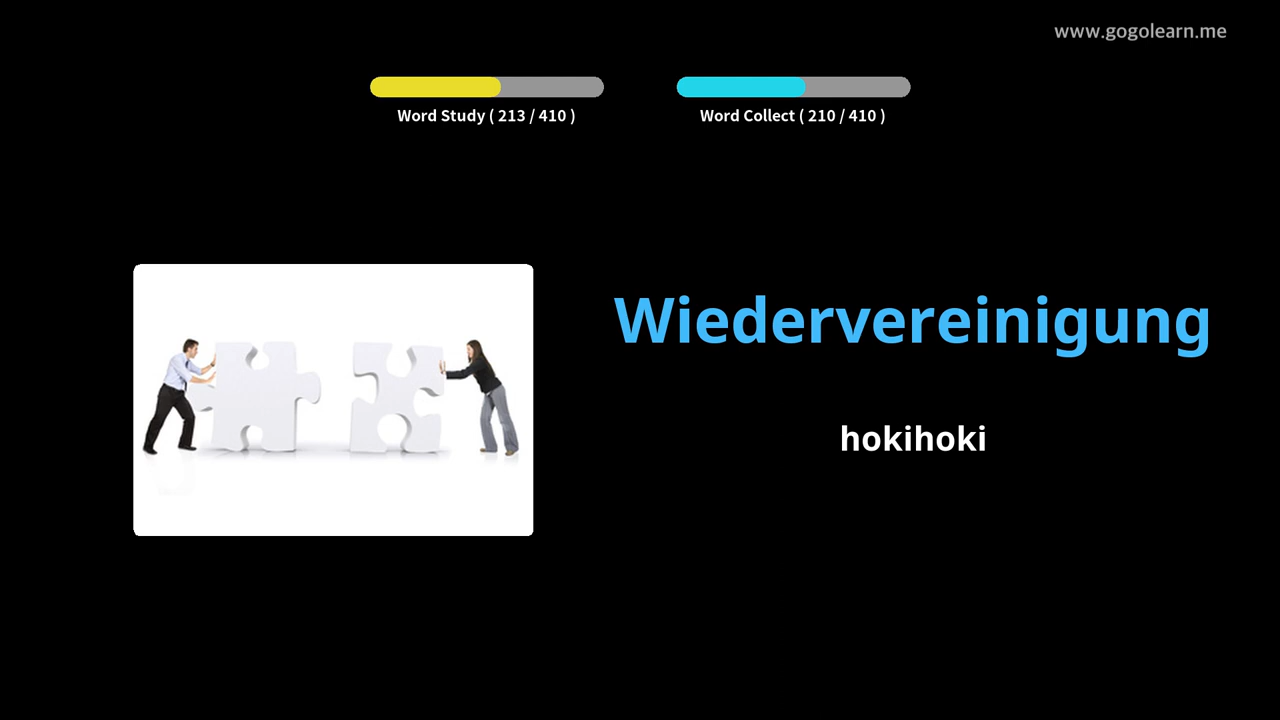 www.gogolearn.me
Word Study ( 213 / 410 )
Word Collect ( 210 / 410 )
Wiedervereinigung
hokihoki